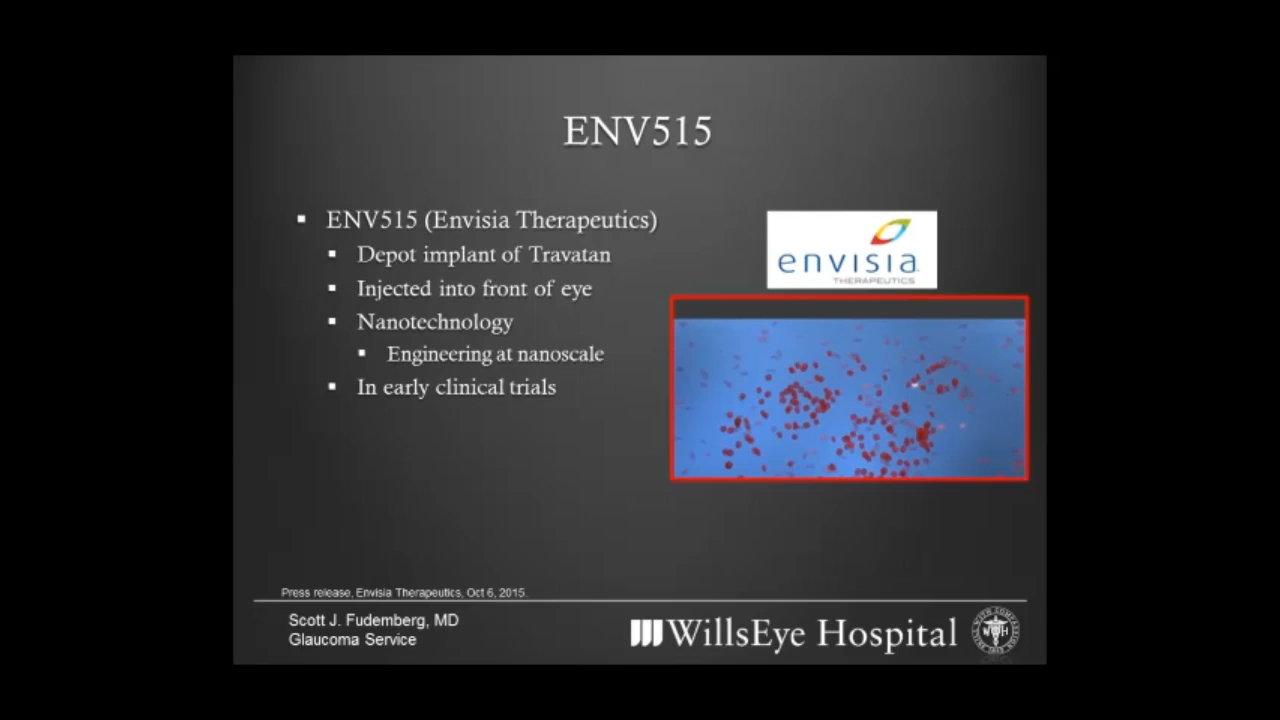 ENV515
ENV515 (Envisia Therapeutics)
Depot implant of Travatan
Injected into front of eye
Nanotechnology
Engineering at nanoscale
In early clinical trials
envisia
THERAPEUTICS
Press release, Envisia Therapeutics, Oct 6, 2015.
Scott J. Fudemberg, MD
Glaucoma Service
WillsEye Hospital